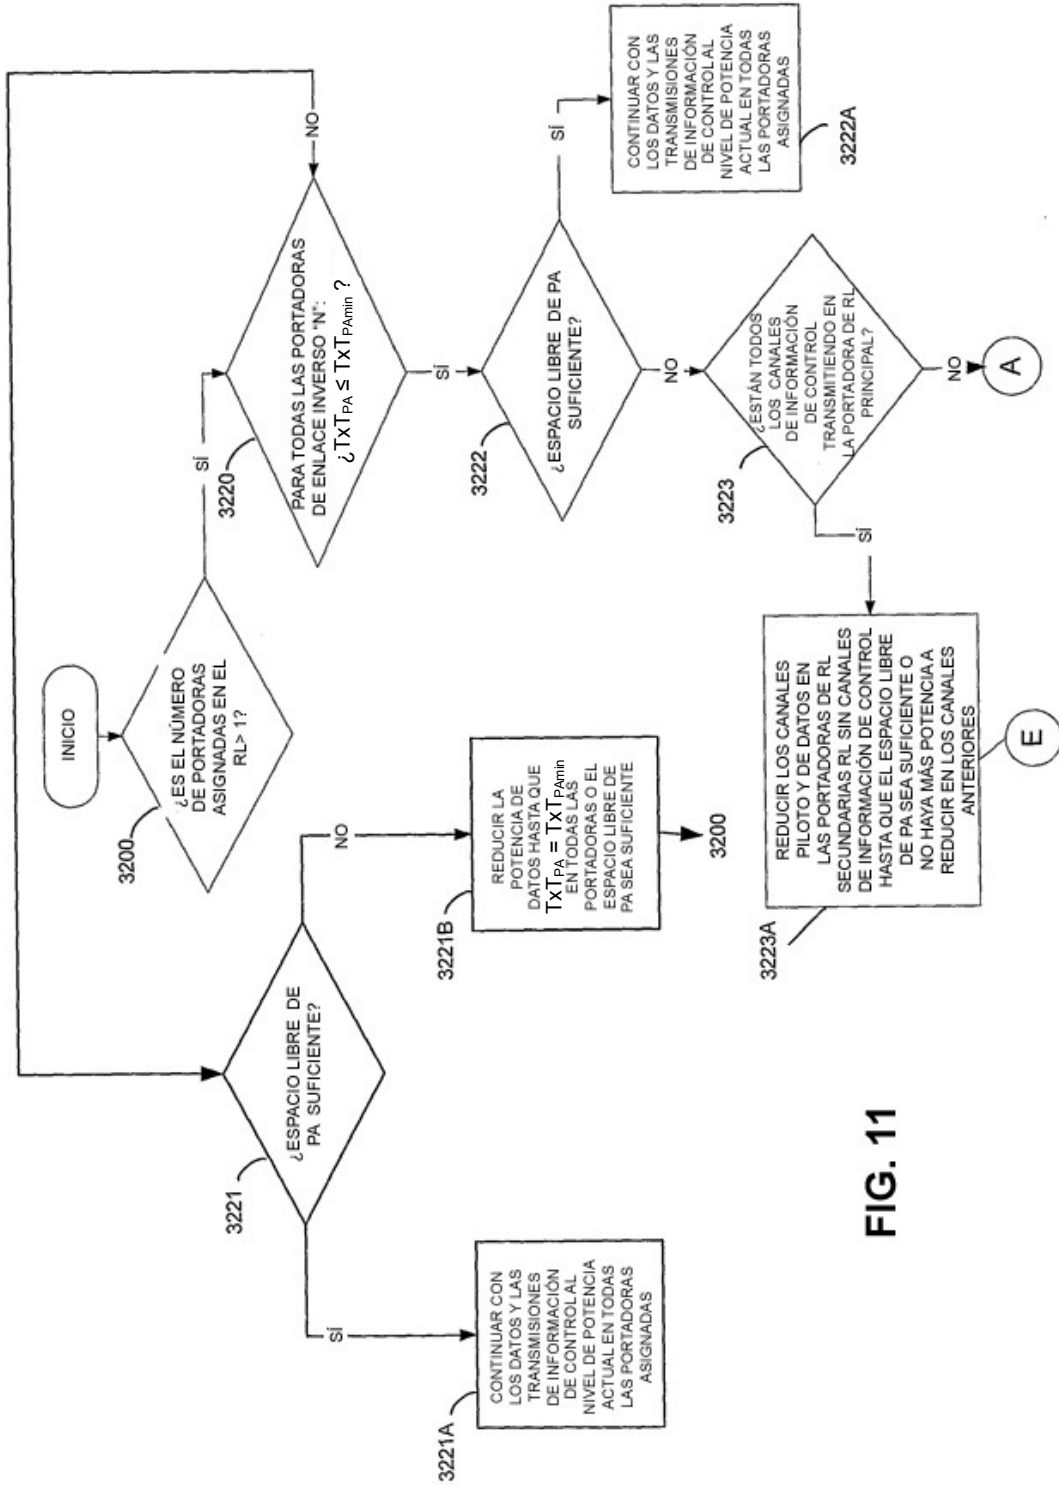 INICIO
¿ES EL NÚMERO
DE PORTADORAS
ASIGNADAS EN EL
RL> 1?
3200
SÍ
PARA TODAS LAS PORTADORAS
DE ENLACE INVERSO "N":
¿TxT_PA ≤ TxT_PAmin ?
3220
NO
SÍ
¿ESPACIO LIBRE DE
PA SUFICIENTE?
3221
SÍ
CONTINUAR CON
LOS DATOS Y LAS
TRANSMISIONES
DE INFORMACIÓN
DE CONTROL AL
NIVEL DE POTENCIA
ACTUAL EN TODAS
LAS PORTADORAS
ASIGNADAS
3221A
NO
REDUCIR LA
POTENCIA DE
DATOS HASTA QUE
TxT_PA = TxT_PAmin
EN TODAS LAS
PORTADORAS O EL
ESPACIO LIBRE DE
PA SEA SUFICIENTE
3221B
3200
¿ESPACIO LIBRE DE PA
SUFICIENTE?
3222
SÍ
CONTINUAR CON
LOS DATOS Y LAS
TRANSMISIONES
DE INFORMACIÓN
DE CONTROL AL
NIVEL DE POTENCIA
ACTUAL EN TODAS
LAS PORTADORAS
ASIGNADAS
3222A
NO
¿ESTÁN TODOS
LOS CANALES
DE INFORMACIÓN
DE CONTROL
TRANSMITIENDO EN
LA PORTADORA DE RL
PRINCIPAL?
3223
NO
A
SÍ
REDUCIR LOS CANALES
PILOTO Y DE DATOS EN
LAS PORTADORAS DE RL
SECUNDARIAS RL SIN CANALES
DE INFORMACIÓN DE CONTROL
HASTA QUE EL ESPACIO LIBRE
DE PA SEA SUFICIENTE O
NO HAYA MÁS POTENCIA A
REDUCIR EN LOS CANALES
ANTERIORES
3223A
E
FIG. 11